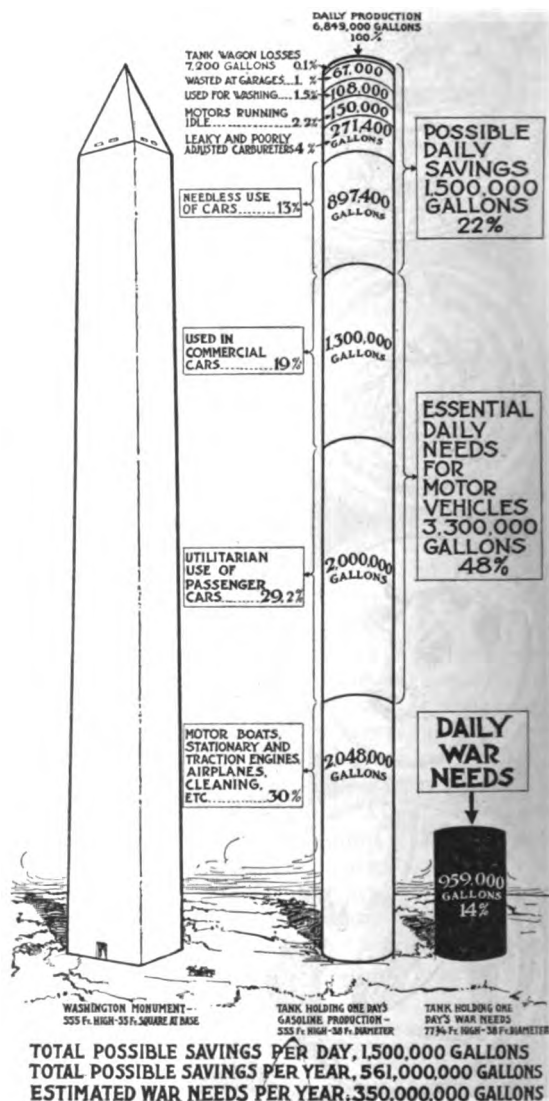 DAILY PRODUCTION
6,849,000 GALLONS
100%
TANK WAGON LOSSES
7,200 GALLONS 0.1%
WASTED AT GARAGES...1. %
67,000
USED FOR WASHING....1.5%
108,000
MOTORS RUNNING
IDLE............2.2%
150,000
LEAKY AND POORLY
ADJUSTED CARBURETERS 4 %
271,400
GALLONS
POSSIBLE
DAILY
SAVINGS
1,500,000
GALLONS
22%
NEEDLESS USE
OF CARS.........13%
897,400
GALLONS
USED IN
COMMERCIAL
CARS..........19%
1,300,000
GALLONS
ESSENTIAL
DAILY
NEEDS
FOR
MOTOR
VEHICLES
3,300,000
GALLONS
48%
UTILITARIAN
USE OF
PASSENGER
CARS.........29.2%
2,000,000
GALLONS
MOTOR BOATS,
STATIONARY AND
TRACTION ENGINES,
AIRPLANES,
CLEANING,
ETC...........30%
2,048,000
GALLONS
DAILY
WAR
NEEDS
959,000
GALLONS
14%
WASHINGTON MONUMENT—
555 FT. HIGH-55 FT. SQUARE AT BASE
TANK HOLDING ONE DAY'S
GASOLINE PRODUCTION—
555 FT. HIGH-38 FT. DIAMETER
TANK HOLDING ONE
DAY'S WAR NEEDS
77¾ FT. HIGH-38 FT. DIAMETER
TOTAL POSSIBLE SAVINGS PER DAY, 1,500,000 GALLONS
TOTAL POSSIBLE SAVINGS PER YEAR, 561,000,000 GALLONS
ESTIMATED WAR NEEDS PER YEAR, 350,000,000 GALLONS